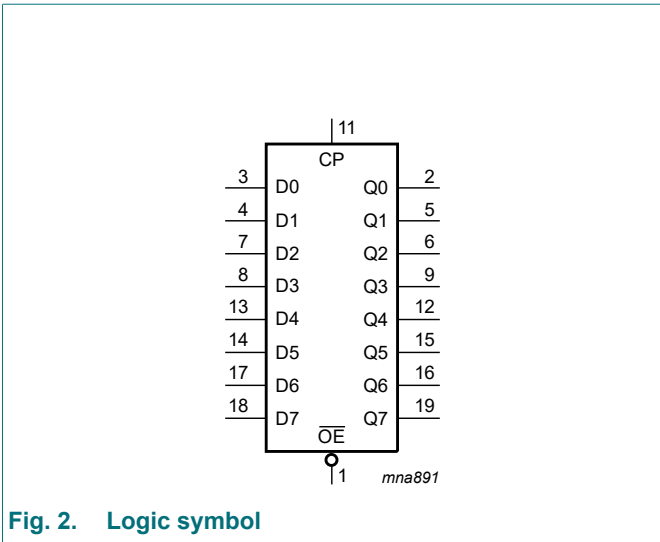 11
CP
3 D0 Q0 2
4 D1 Q1 5
7 D2 Q2 6
8 D3 Q3 9
13 D4 Q4 12
14 D5 Q5 15
17 D6 Q6 16
18 D7 Q7 19
O̅E̅
1 mna891
Fig. 2. Logic symbol